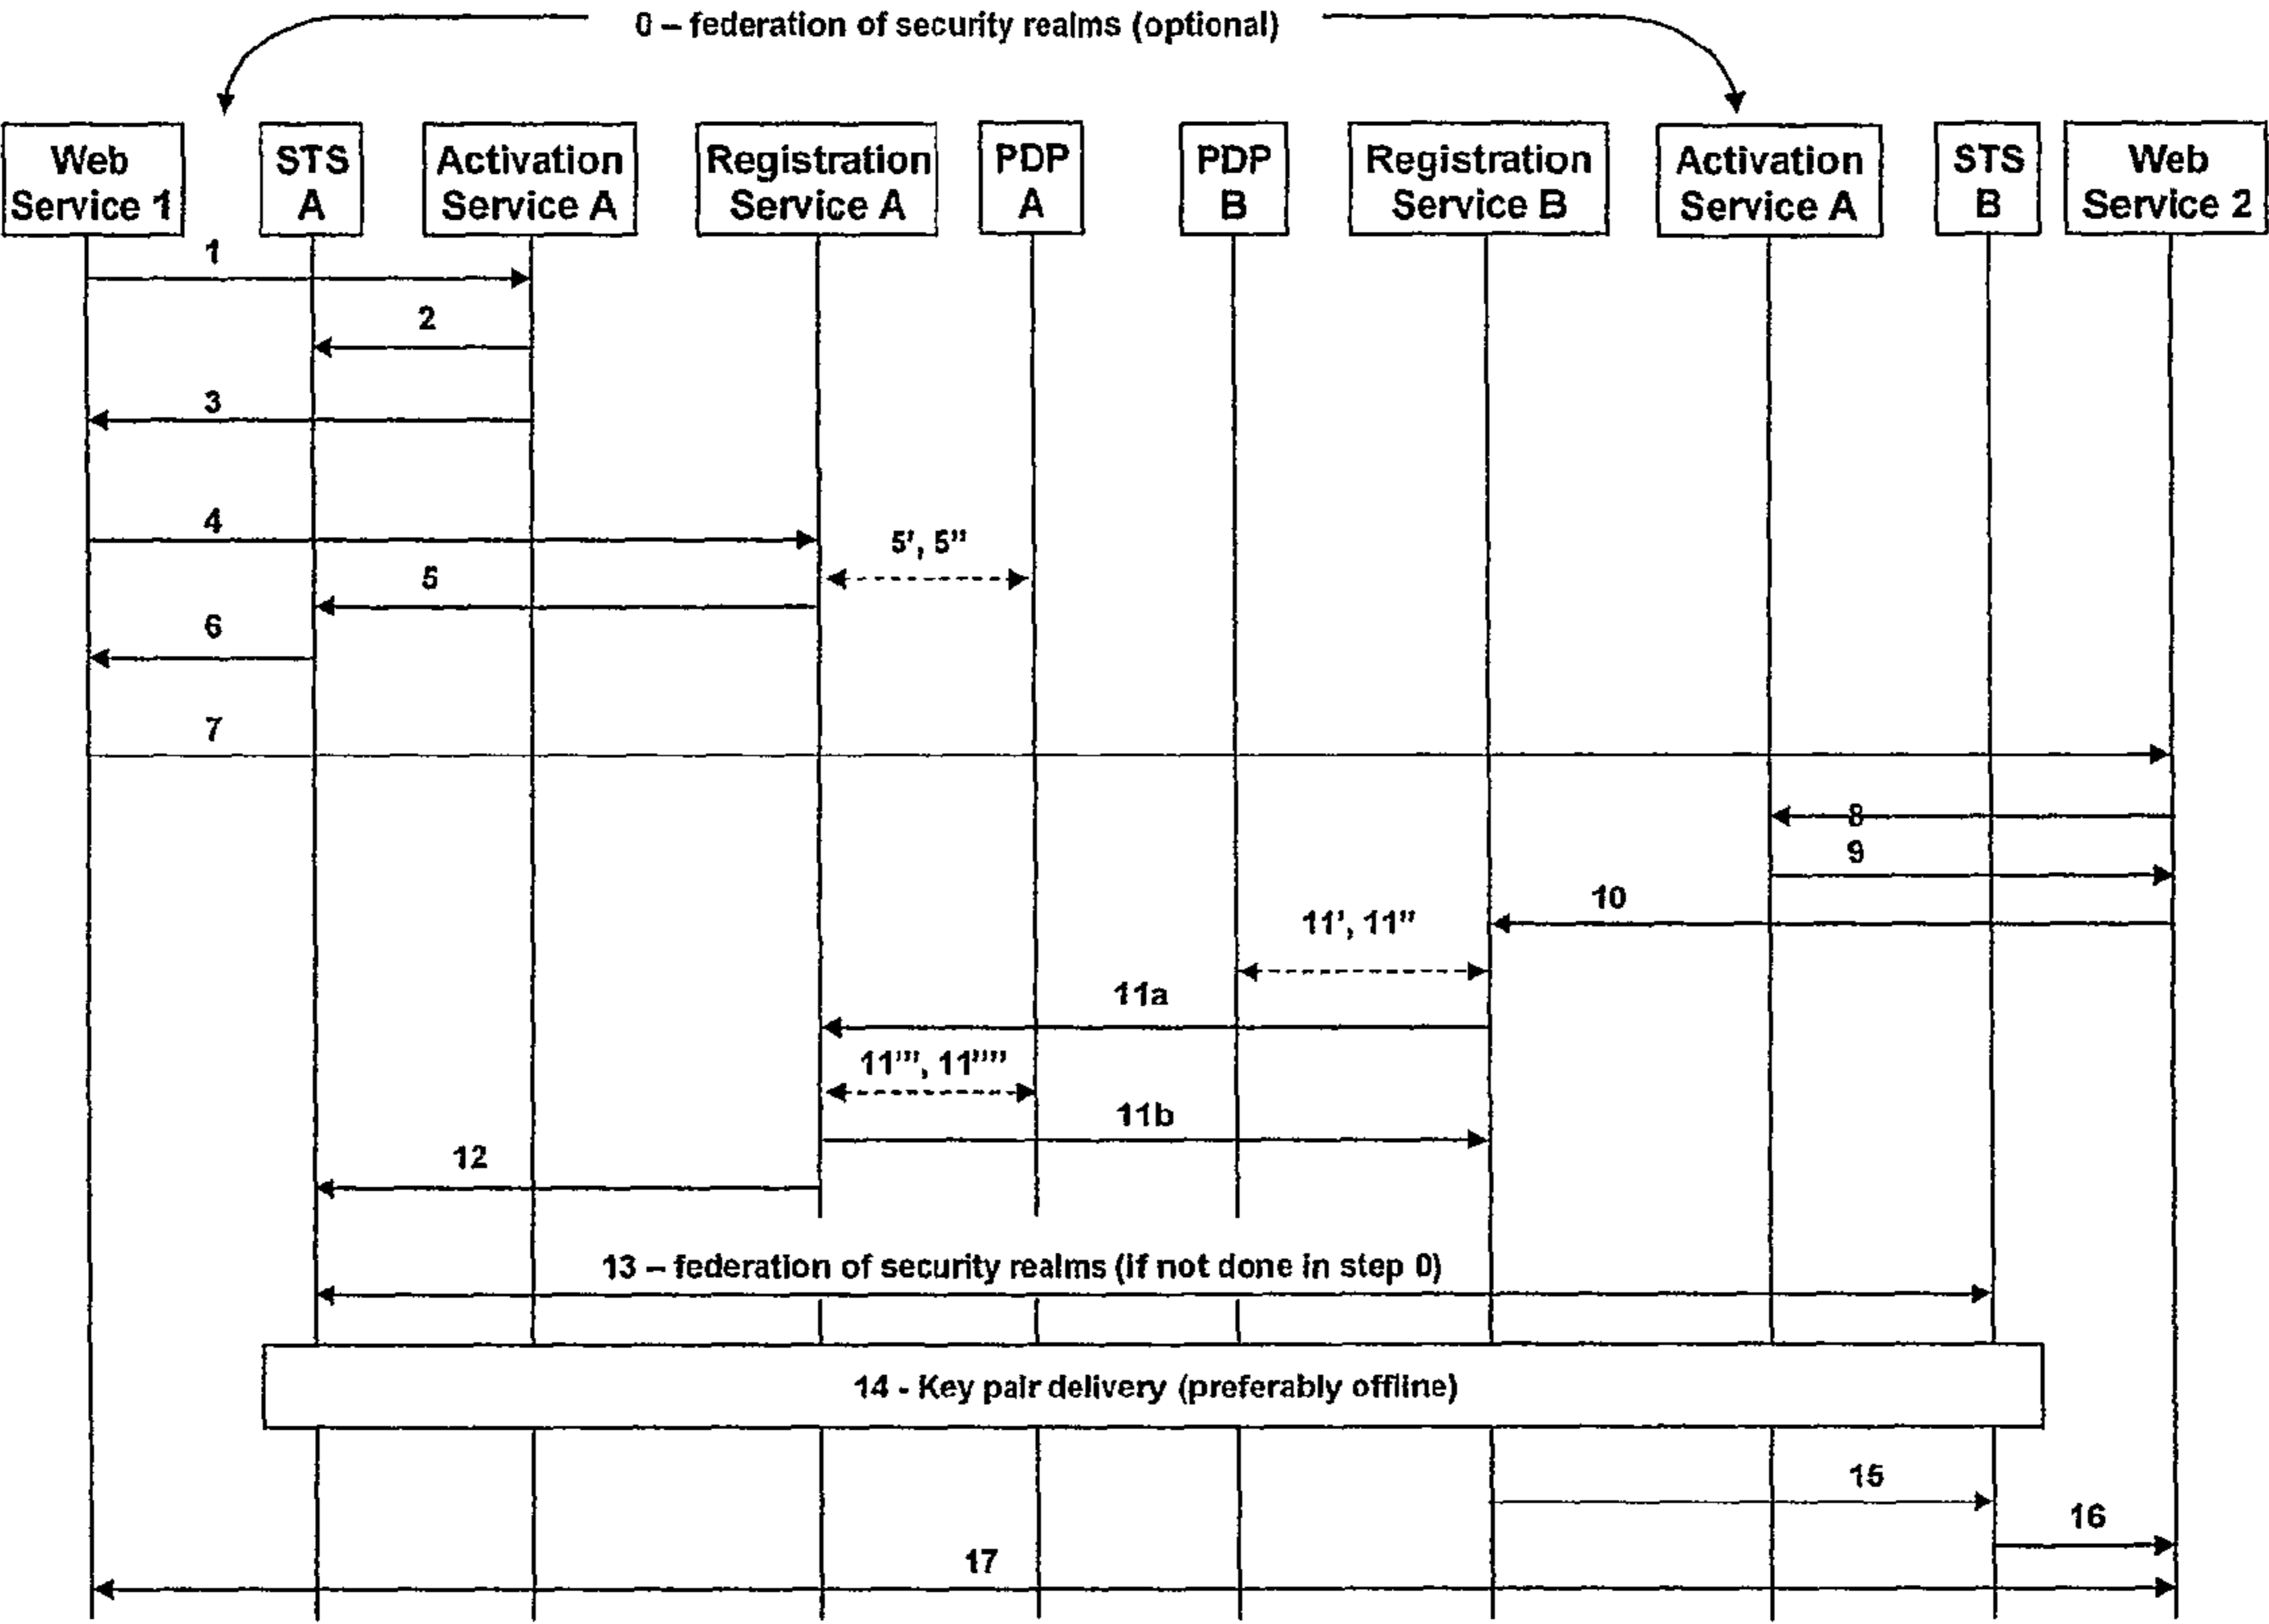 0 – federation of security realms (optional)
Web
Service 1
STS
A
Activation
Service A
Registration
Service A
PDP
A
PDP
B
Registration
Service B
Activation
Service A
STS
B
Web
Service 2
1
2
3
4
5', 5"
5
6
7
8
9
10
11', 11"
11a
11"', 11""
11b
12
13 – federation of security realms (if not done in step 0)
14 - Key pair delivery (preferably offline)
15
16
17